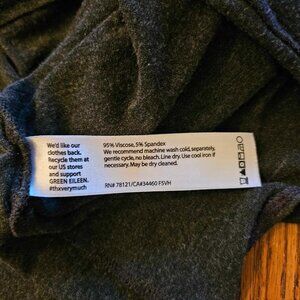 We'd like our
clothes back.
Recycle them at
our US stores
and support
GREEN EILEEN.
#thxverymuch
95% Viscose, 5% Spandex
We recommend machine wash cold, separately,
gentle cycle, no bleach. Line dry. Use cool iron if
necessary. May be dry cleaned.
RN# 78121/CA#34460 F5VH